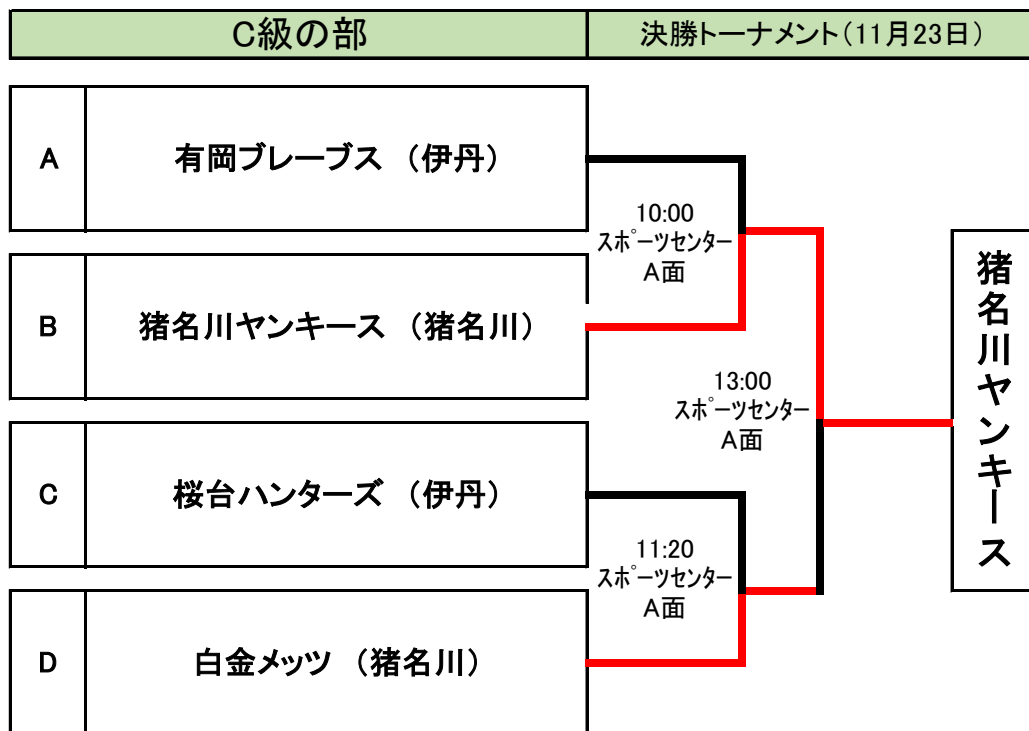 C級の部
決勝トーナメント(11月23日)
A
有岡ブレーブス (伊丹)
10:00
スポーツセンター
A面
B
猪名川ヤンキース (猪名川)
13:00
スポーツセンター
A面
猪名川ヤンキース
C
桜台ハンターズ (伊丹)
11:20
スポーツセンター
A面
D
白金メッツ (猪名川)